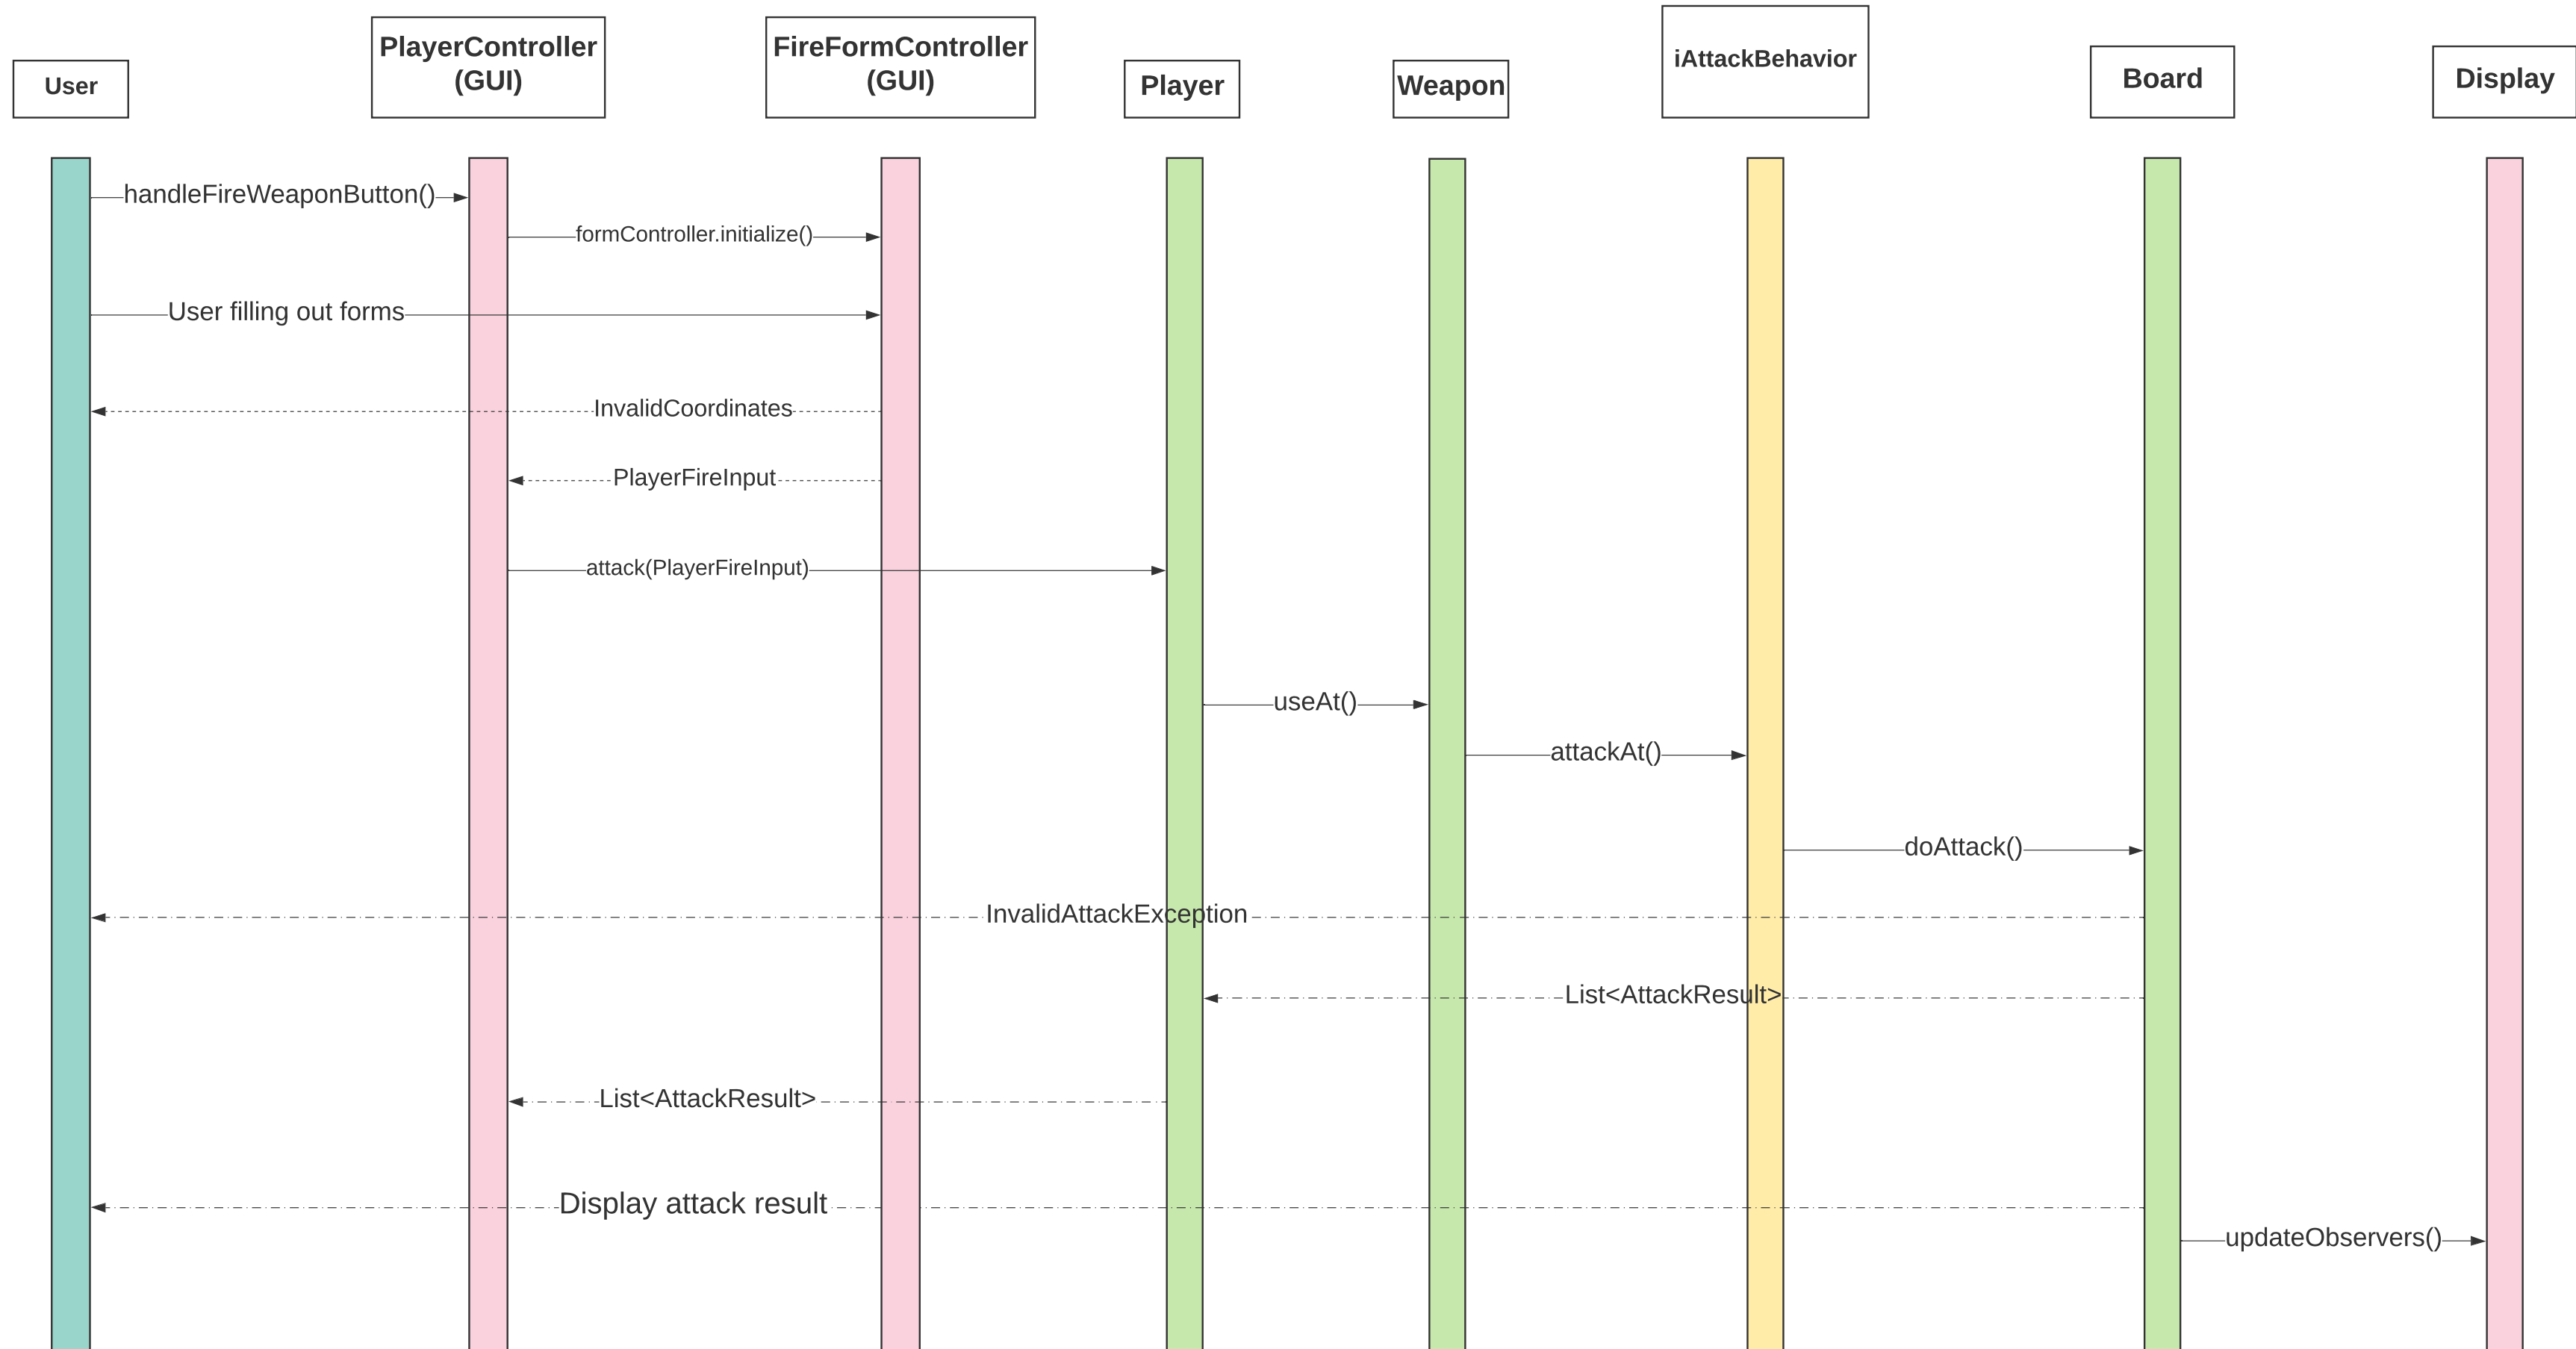 User
PlayerController
(GUI)
FireFormController
(GUI)
Player
Weapon
iAttackBehavior
Board
Display
handleFireWeaponButton()
formController.initialize()
User filling out forms
InvalidCoordinates
PlayerFireInput
attack(PlayerFireInput)
useAt()
attackAt()
doAttack()
InvalidAttackException
List<AttackResult>
List<AttackResult>
Display attack result
updateObservers()